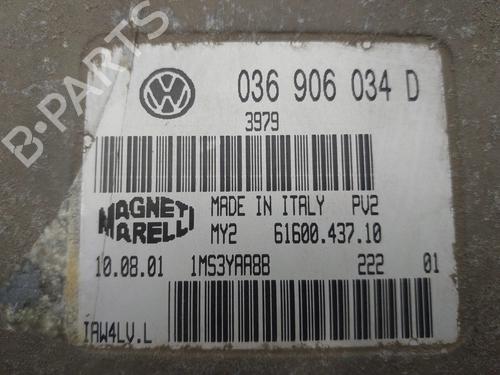 036 906 034 D
3979
MAGNETI MARELLI
MADE IN ITALY PV2
MY2 61600.437.10
10.08.01 1MS3YAA88 222 01
IAW4LV.L
B-PARTS